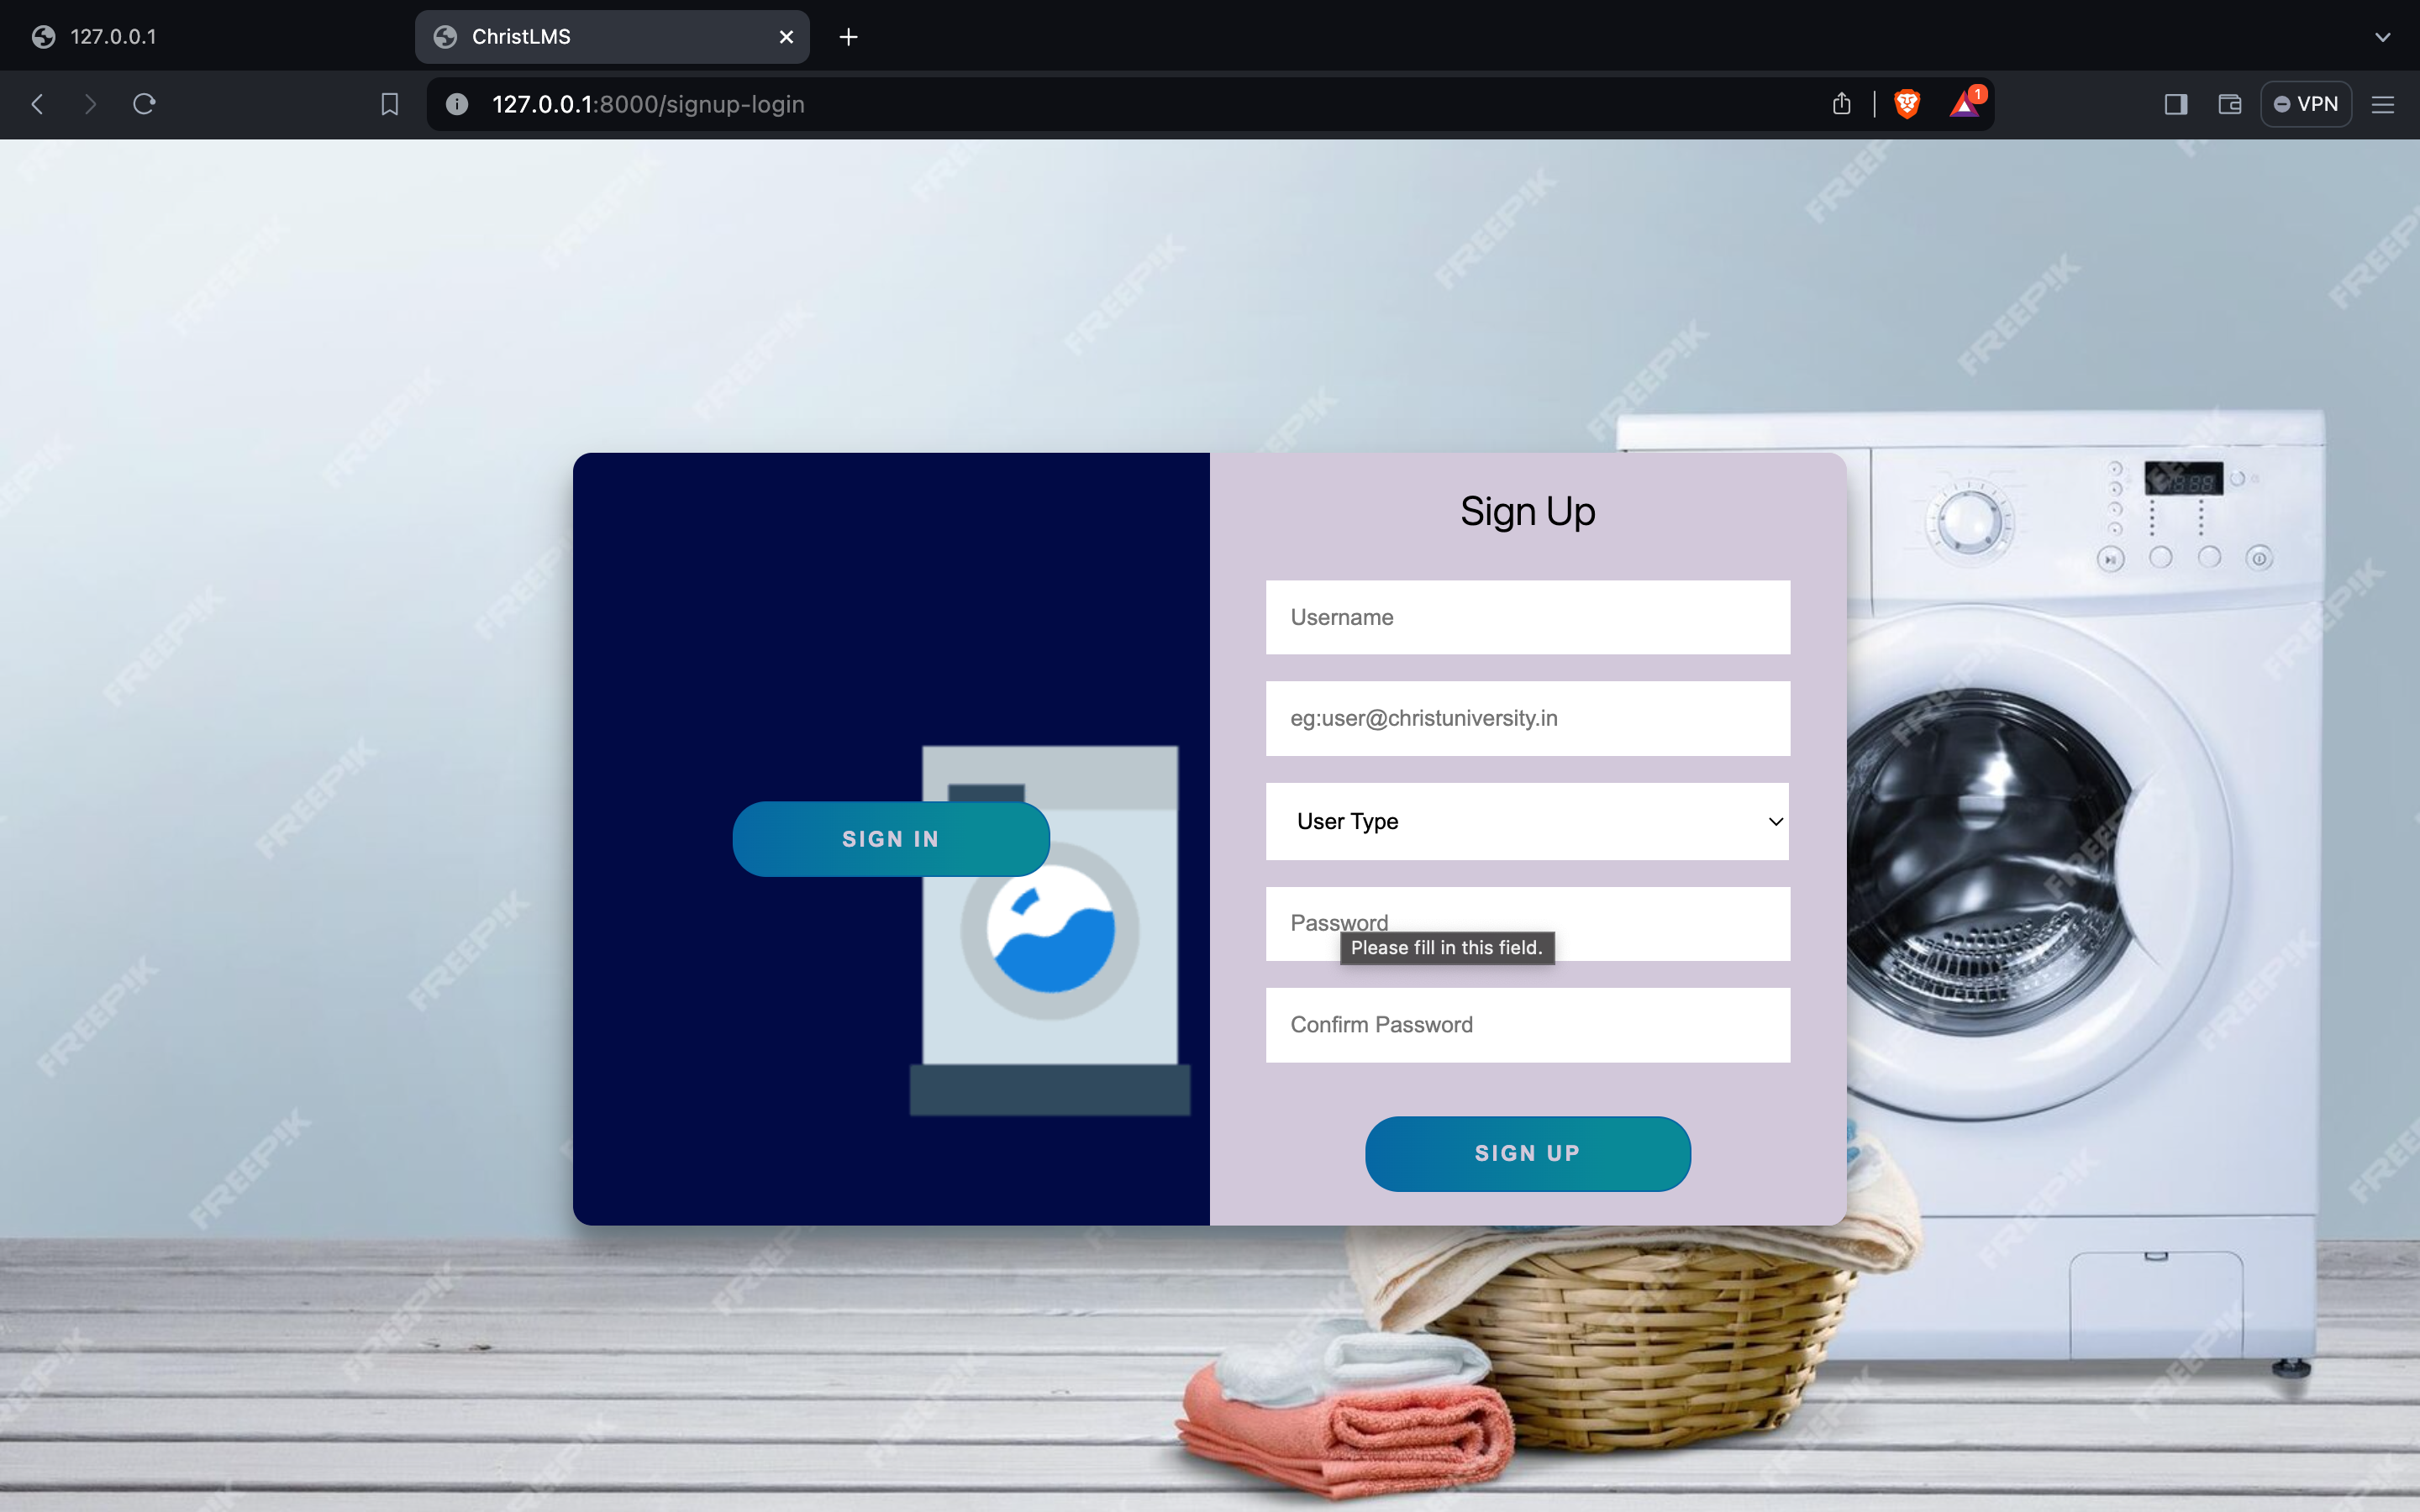 127.0.0.1
ChristLMS
127.0.0.1:8000/signup-login
1
VPN
Sign Up
Username
eg:user@christuniversity.in
User Type
SIGN IN
Password
Please fill in this field.
Confirm Password
SIGN UP
FREEPIK